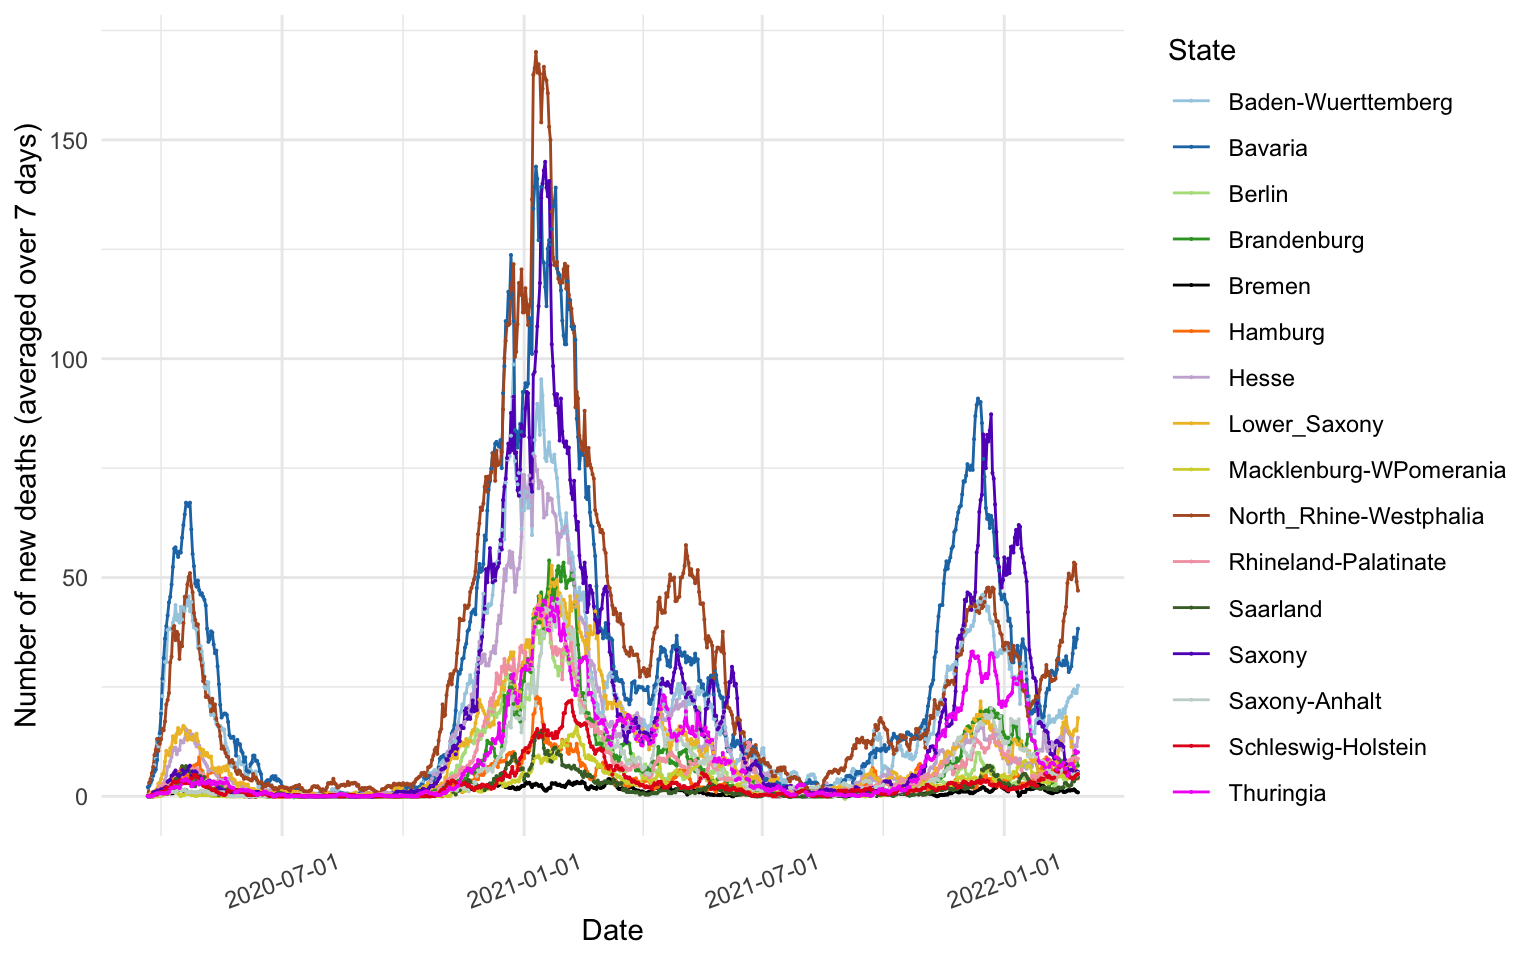 Number of new deaths (averaged over 7 days)
150
100
50
0
2020-07-01
2021-01-01
2021-07-01
2022-01-01
Date
State
Baden-Wuerttemberg
Bavaria
Berlin
Brandenburg
Bremen
Hamburg
Hesse
Lower_Saxony
Macklenburg-WPomerania
North_Rhine-Westphalia
Rhineland-Palatinate
Saarland
Saxony
Saxony-Anhalt
Schleswig-Holstein
Thuringia